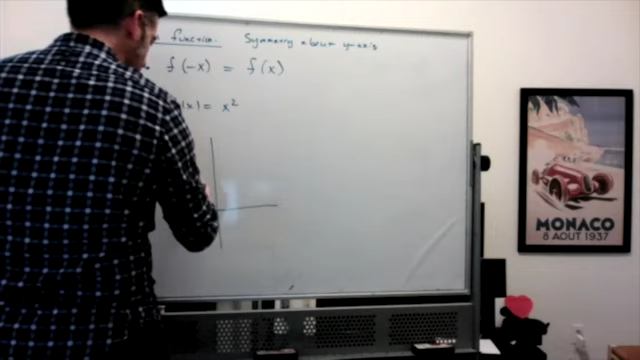 function: Symmetry about y-axis
f(-x) = f(x)
(x) = x²
MONACO
8 AOUT 1937